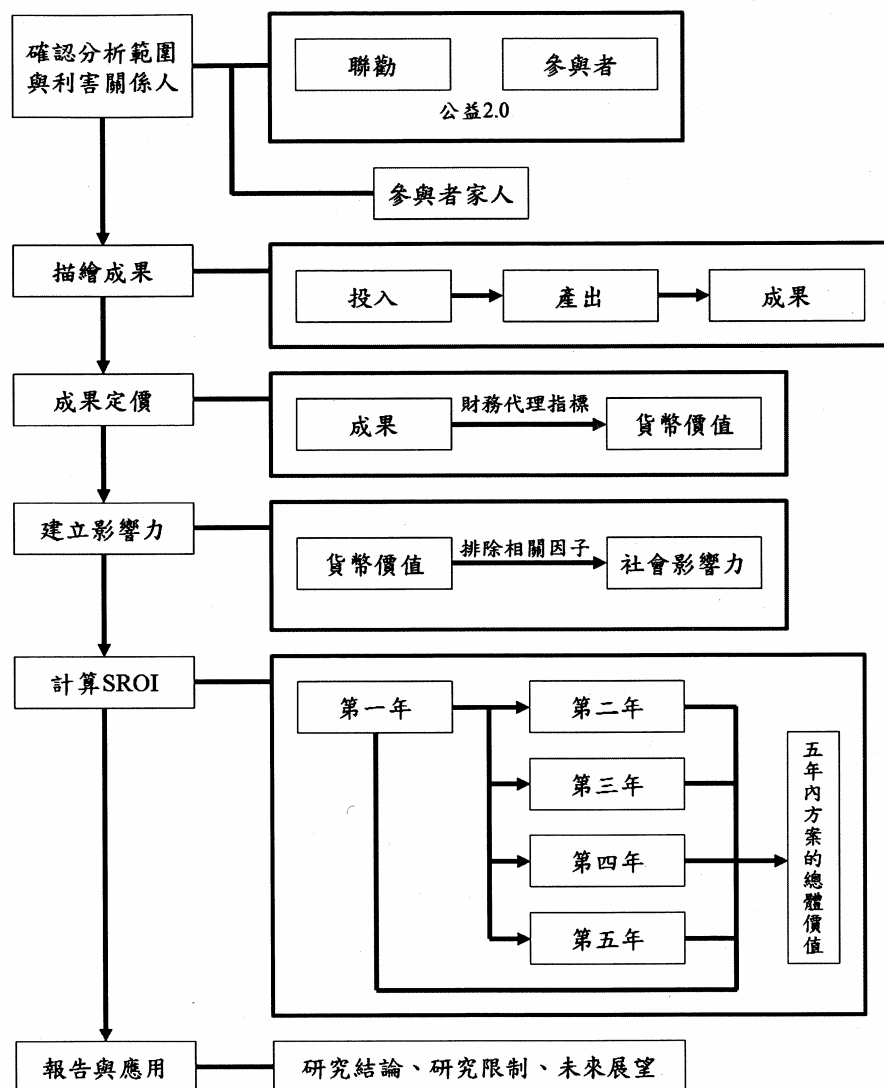 確認分析範圍
與利害關係人
聯勸
參與者
公益2.0
參與者家人
描繪成果
投入
產出
成果
成果定價
成果
財務代理指標
貨幣價值
建立影響力
貨幣價值
排除相關因子
社會影響力
計算SROI
第一年
第二年
第三年
第四年
第五年
五年內方案的總體價值
報告與應用
研究結論、研究限制、未來展望